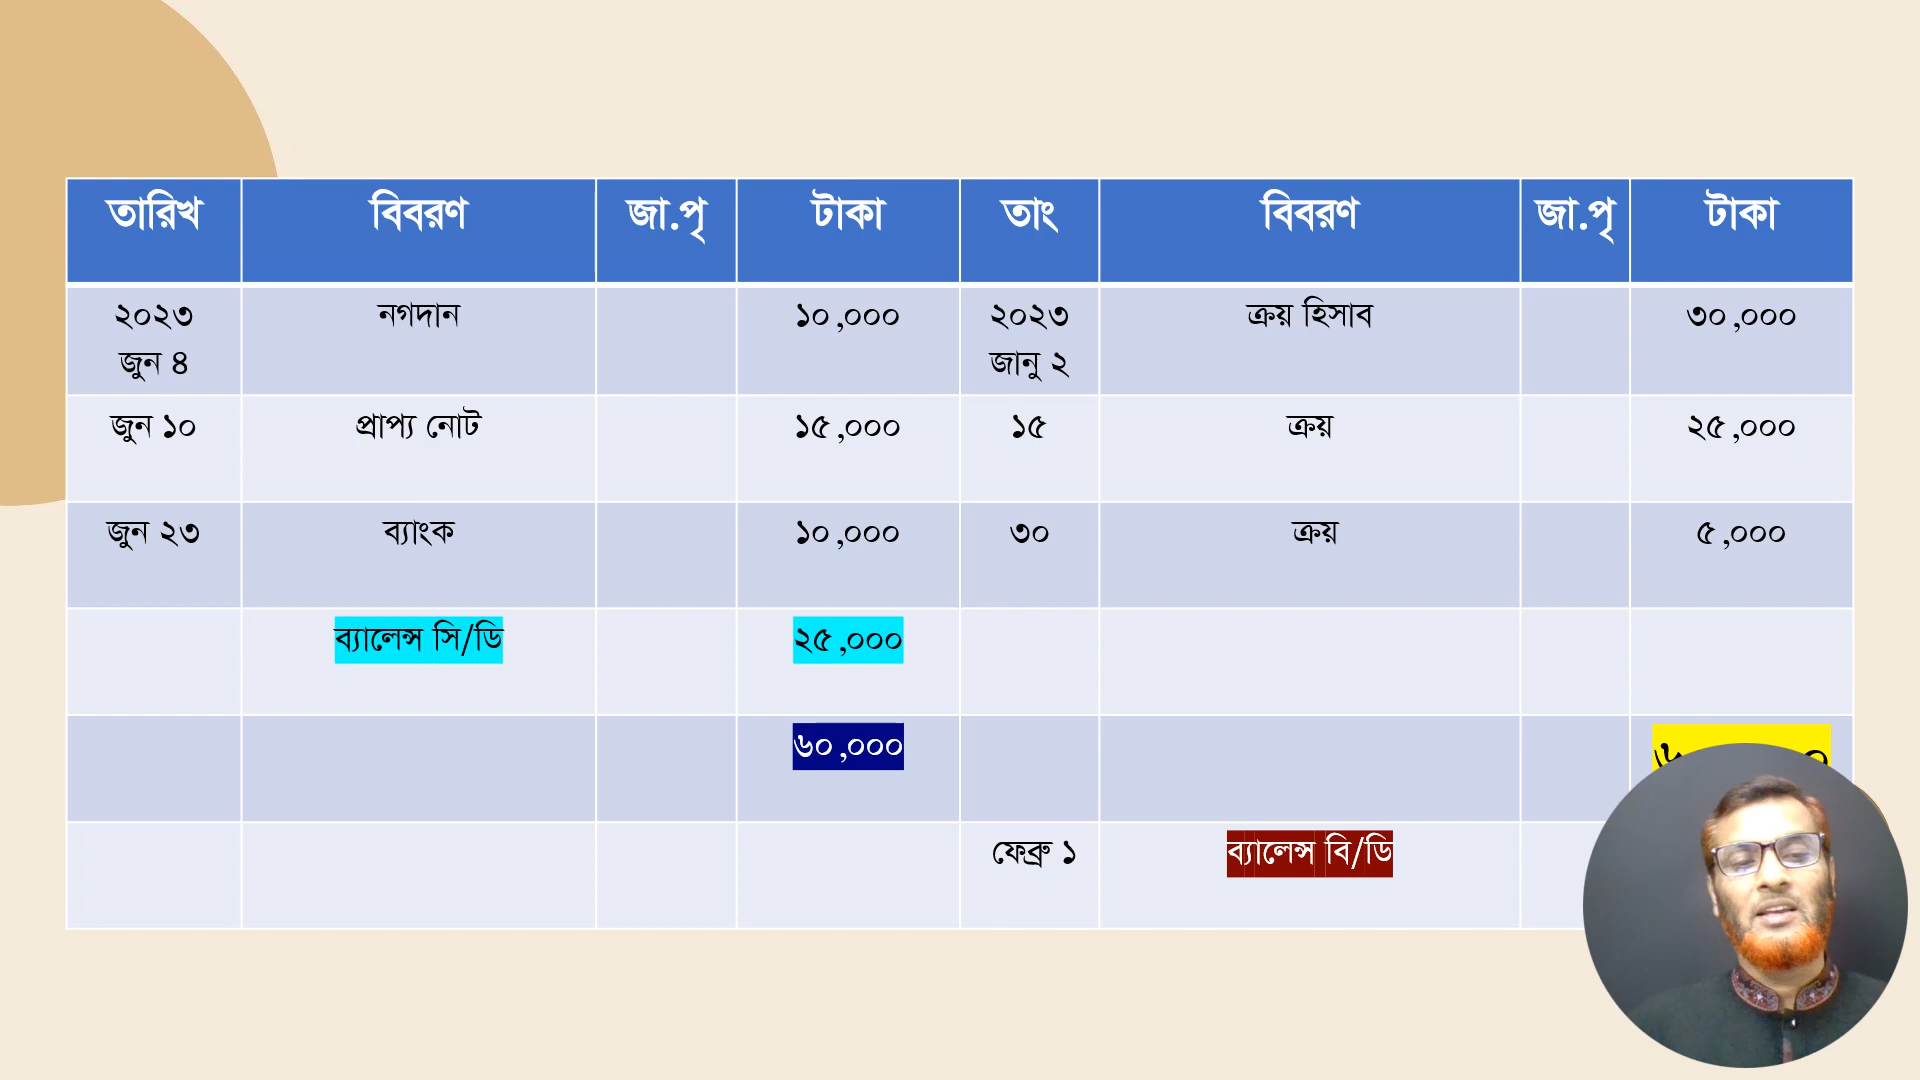 তারিখ বিবরণ জা.পৃ টাকা তাং বিবরণ জা.পৃ টাকা
২০২৩ নগদান ১০,০০০ ২০২৩ ক্রয় হিসাব ৩০,০০০
জুন ৪ জানু ২
জুন ১০ প্রাপ্য নোট ১৫,০০০ ১৫ ক্রয় ২৫,০০০
জুন ২৩ ব্যাংক ১০,০০০ ৩০ ক্রয় ৫,০০০
ব্যালেন্স সি/ডি ২৫,০০০
৬০,০০০
ফেব্রু ১ ব্যালেন্স বি/ডি